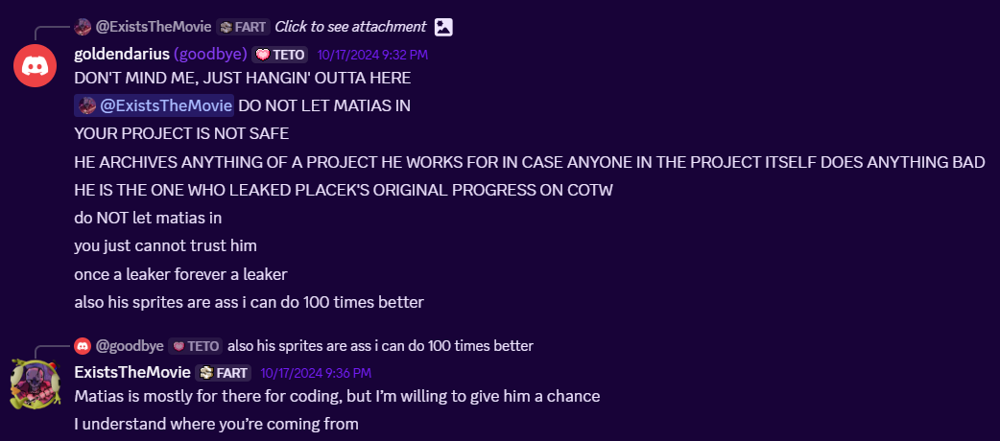 @ExistsTheMovie FART Click to see attachment
goldendarius (goodbye) TETO 10/17/2024 9:32 PM
DON'T MIND ME, JUST HANGIN' OUTTA HERE
@ExistsTheMovie DO NOT LET MATIAS IN
YOUR PROJECT IS NOT SAFE
HE ARCHIVES ANYTHING OF A PROJECT HE WORKS FOR IN CASE ANYONE IN THE PROJECT ITSELF DOES ANYTHING BAD
HE IS THE ONE WHO LEAKED PLACEK'S ORIGINAL PROGRESS ON COTW
do NOT let matias in
you just cannot trust him
once a leaker forever a leaker
also his sprites are ass i can do 100 times better
@goodbye TETO also his sprites are ass i can do 100 times better
ExistsTheMovie FART 10/17/2024 9:36 PM
Matias is mostly for there for coding, but I'm willing to give him a chance
I understand where you're coming from